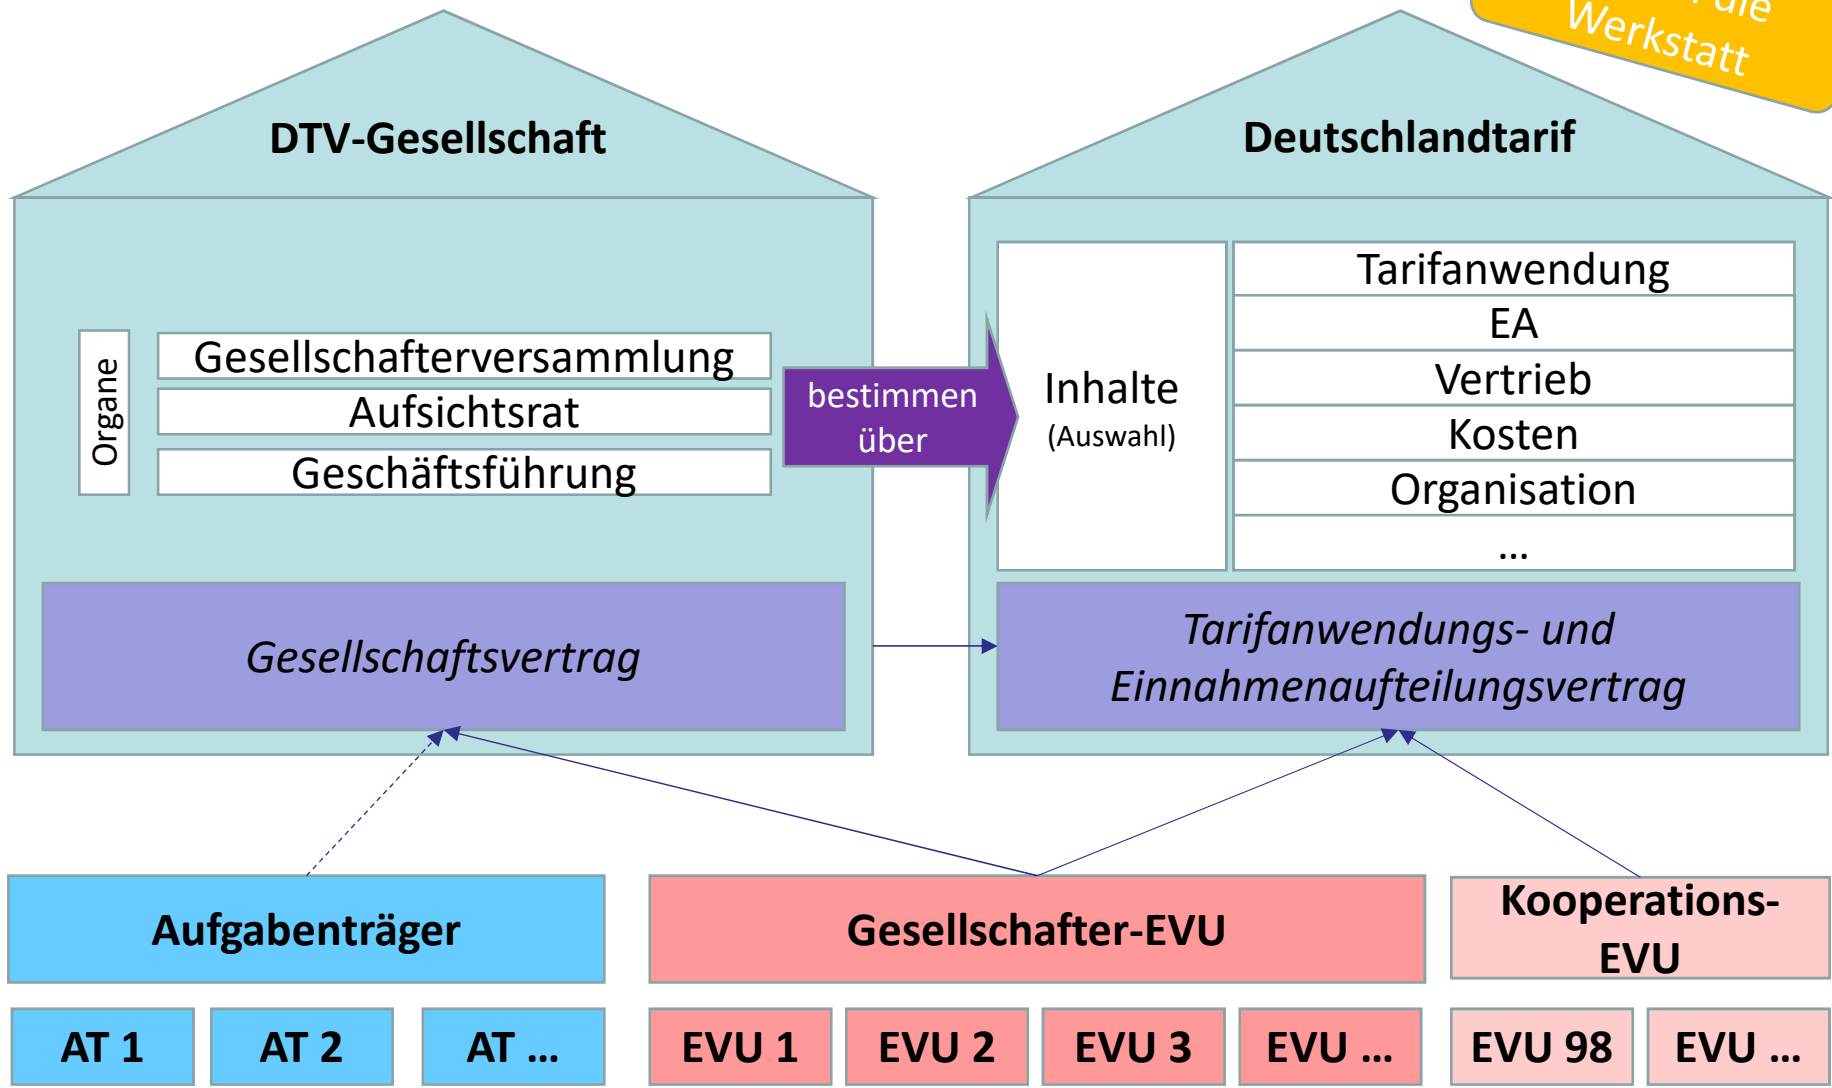 die
Werkstatt
DTV-Gesellschaft
Deutschlandtarif
Organe
Gesellschafterversammlung
Aufsichtsrat
Geschäftsführung
bestimmen
über
Inhalte
(Auswahl)
Tarifanwendung
EA
Vertrieb
Kosten
Organisation
...
Gesellschaftsvertrag
Tarifanwendungs- und
Einnahmenaufteilungsvertrag
Aufgabenträger
Gesellschafter-EVU
Kooperations-
EVU
AT 1
AT 2
AT ...
EVU 1
EVU 2
EVU 3
EVU ...
EVU 98
EVU ...